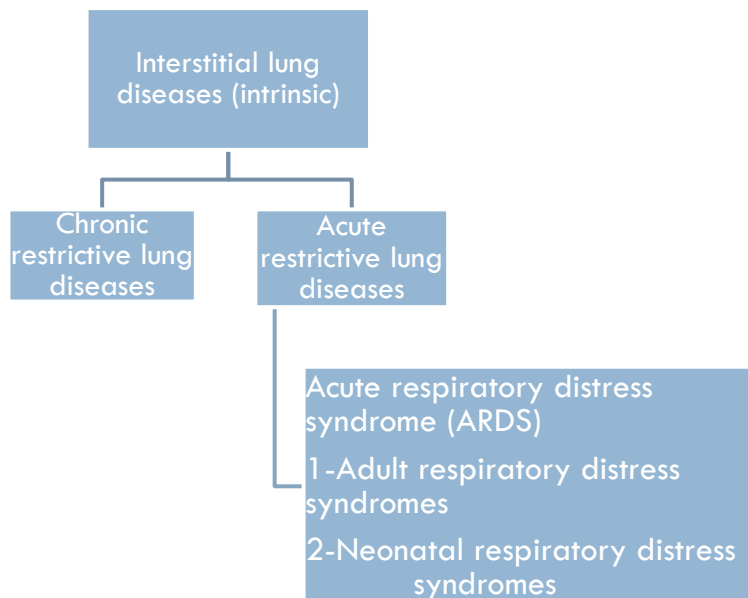 Interstitial lung
diseases (intrinsic)
Chronic
restrictive lung
diseases
Acute
restrictive lung
diseases
Acute respiratory distress
syndrome (ARDS)
1-Adult respiratory distress
syndromes
2-Neonatal respiratory distress
syndromes